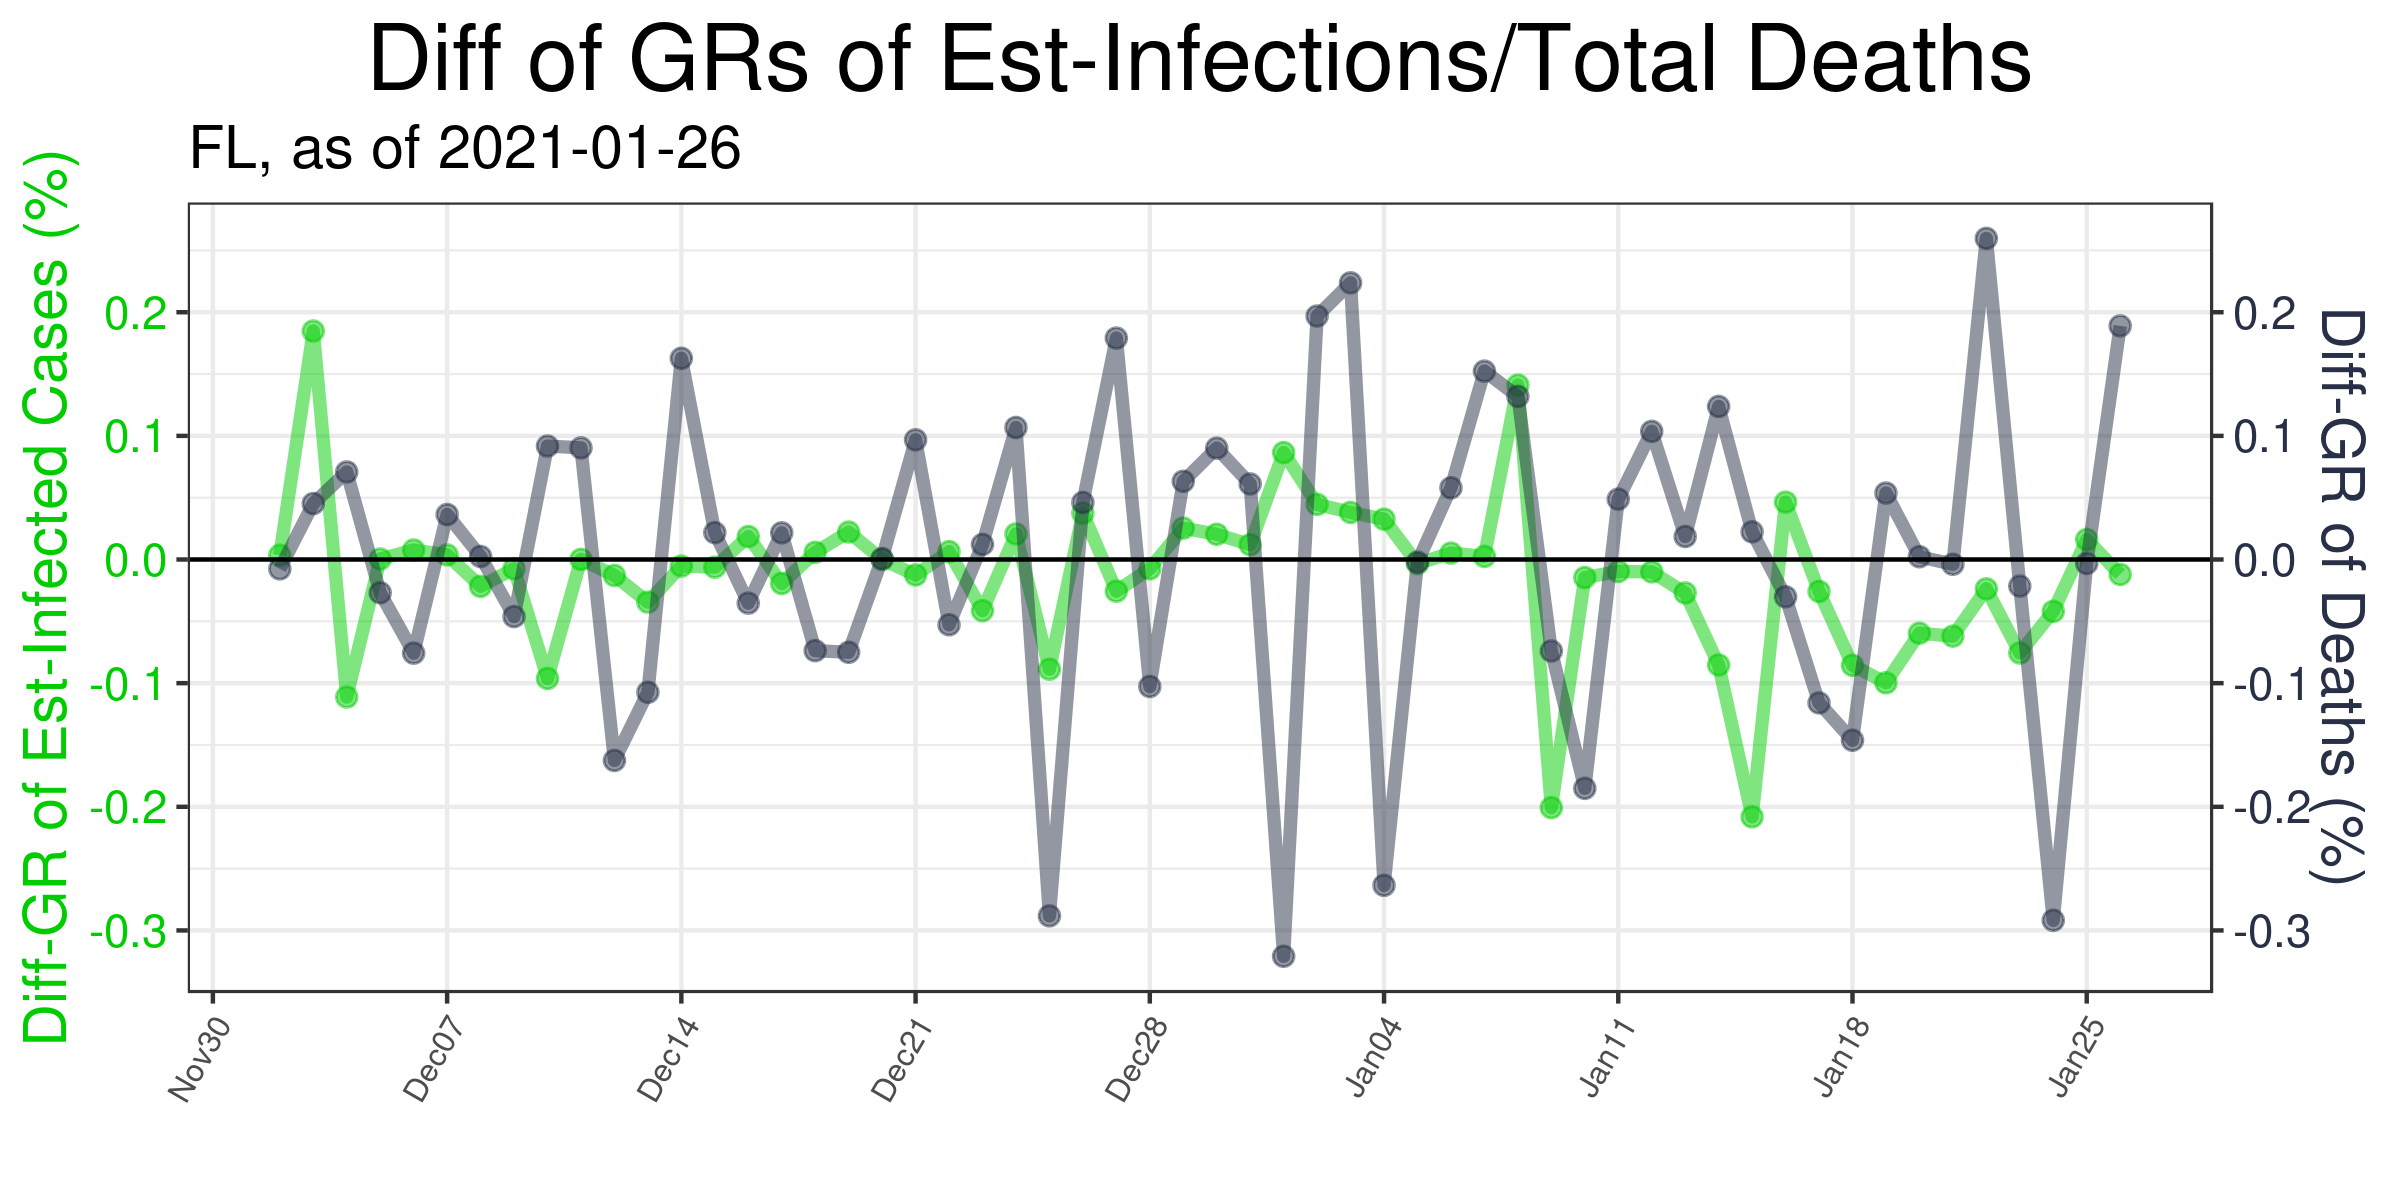 Diff of GRs of Est-Infections/Total Deaths
FL, as of 2021-01-26
Diff-GR of Est-Infected Cases (%)
0.2
0.1
0.0
-0.1
-0.2
-0.3
0.2
0.1
0.0
-0.1
-0.2
-0.3
Diff-GR of Deaths (%)
Nov30
Dec07
Dec14
Dec21
Dec28
Jan04
Jan11
Jan18
Jan25